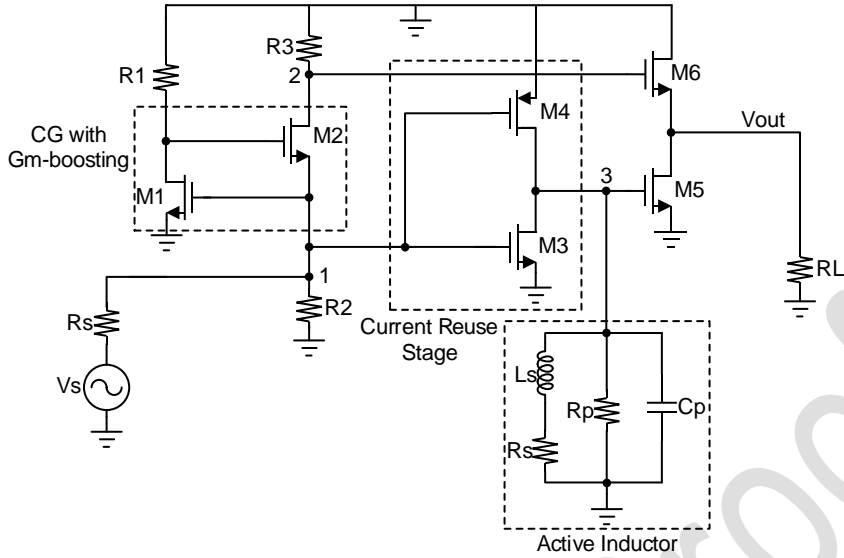 R1
R3
2
M6
CG with
Gm-boosting
M2
M4
Vout
M1
3
M5
M3
1
R2
RL
Rs
Current Reuse
Stage
Vs
Ls
Rp
Cp
Rs
Active Inductor